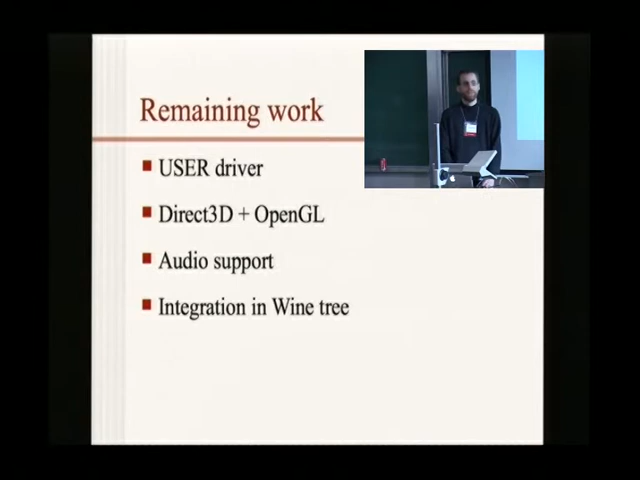 Remaining work
USER driver
Direct3D + OpenGL
Audio support
Integration in Wine tree